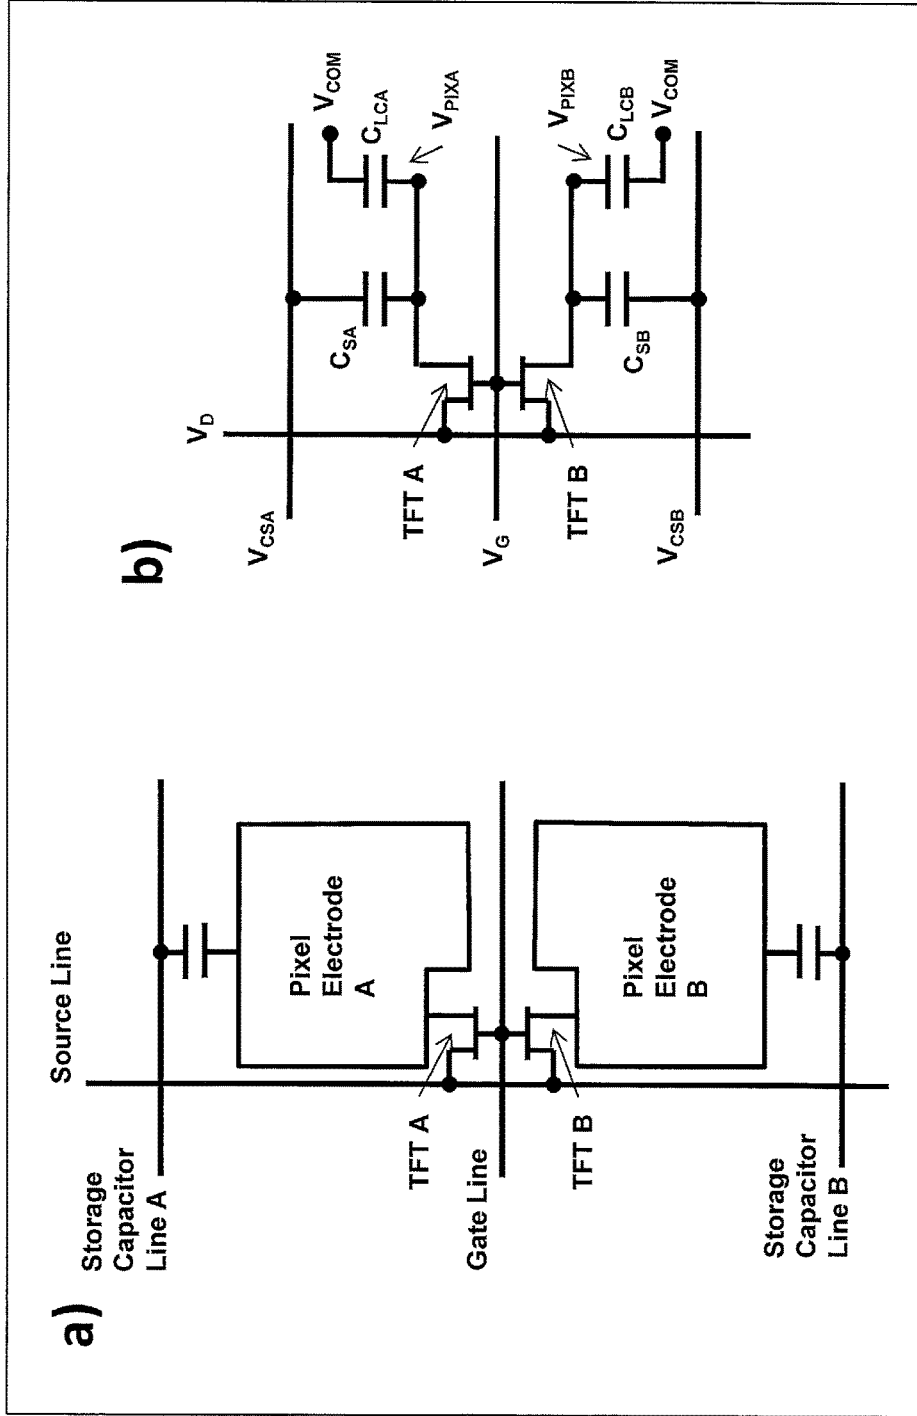 a)
Source Line
Storage
Capacitor
Line A
Pixel
Electrode
A
TFT A
Gate Line
TFT B
Pixel
Electrode
B
Storage
Capacitor
Line B
b)
V_D
V_CSA
V_COM
C_SA
C_LCA
V_PIXA
TFT A
V_G
TFT B
V_PIXB
C_LCB
V_COM
C_SB
V_CSB